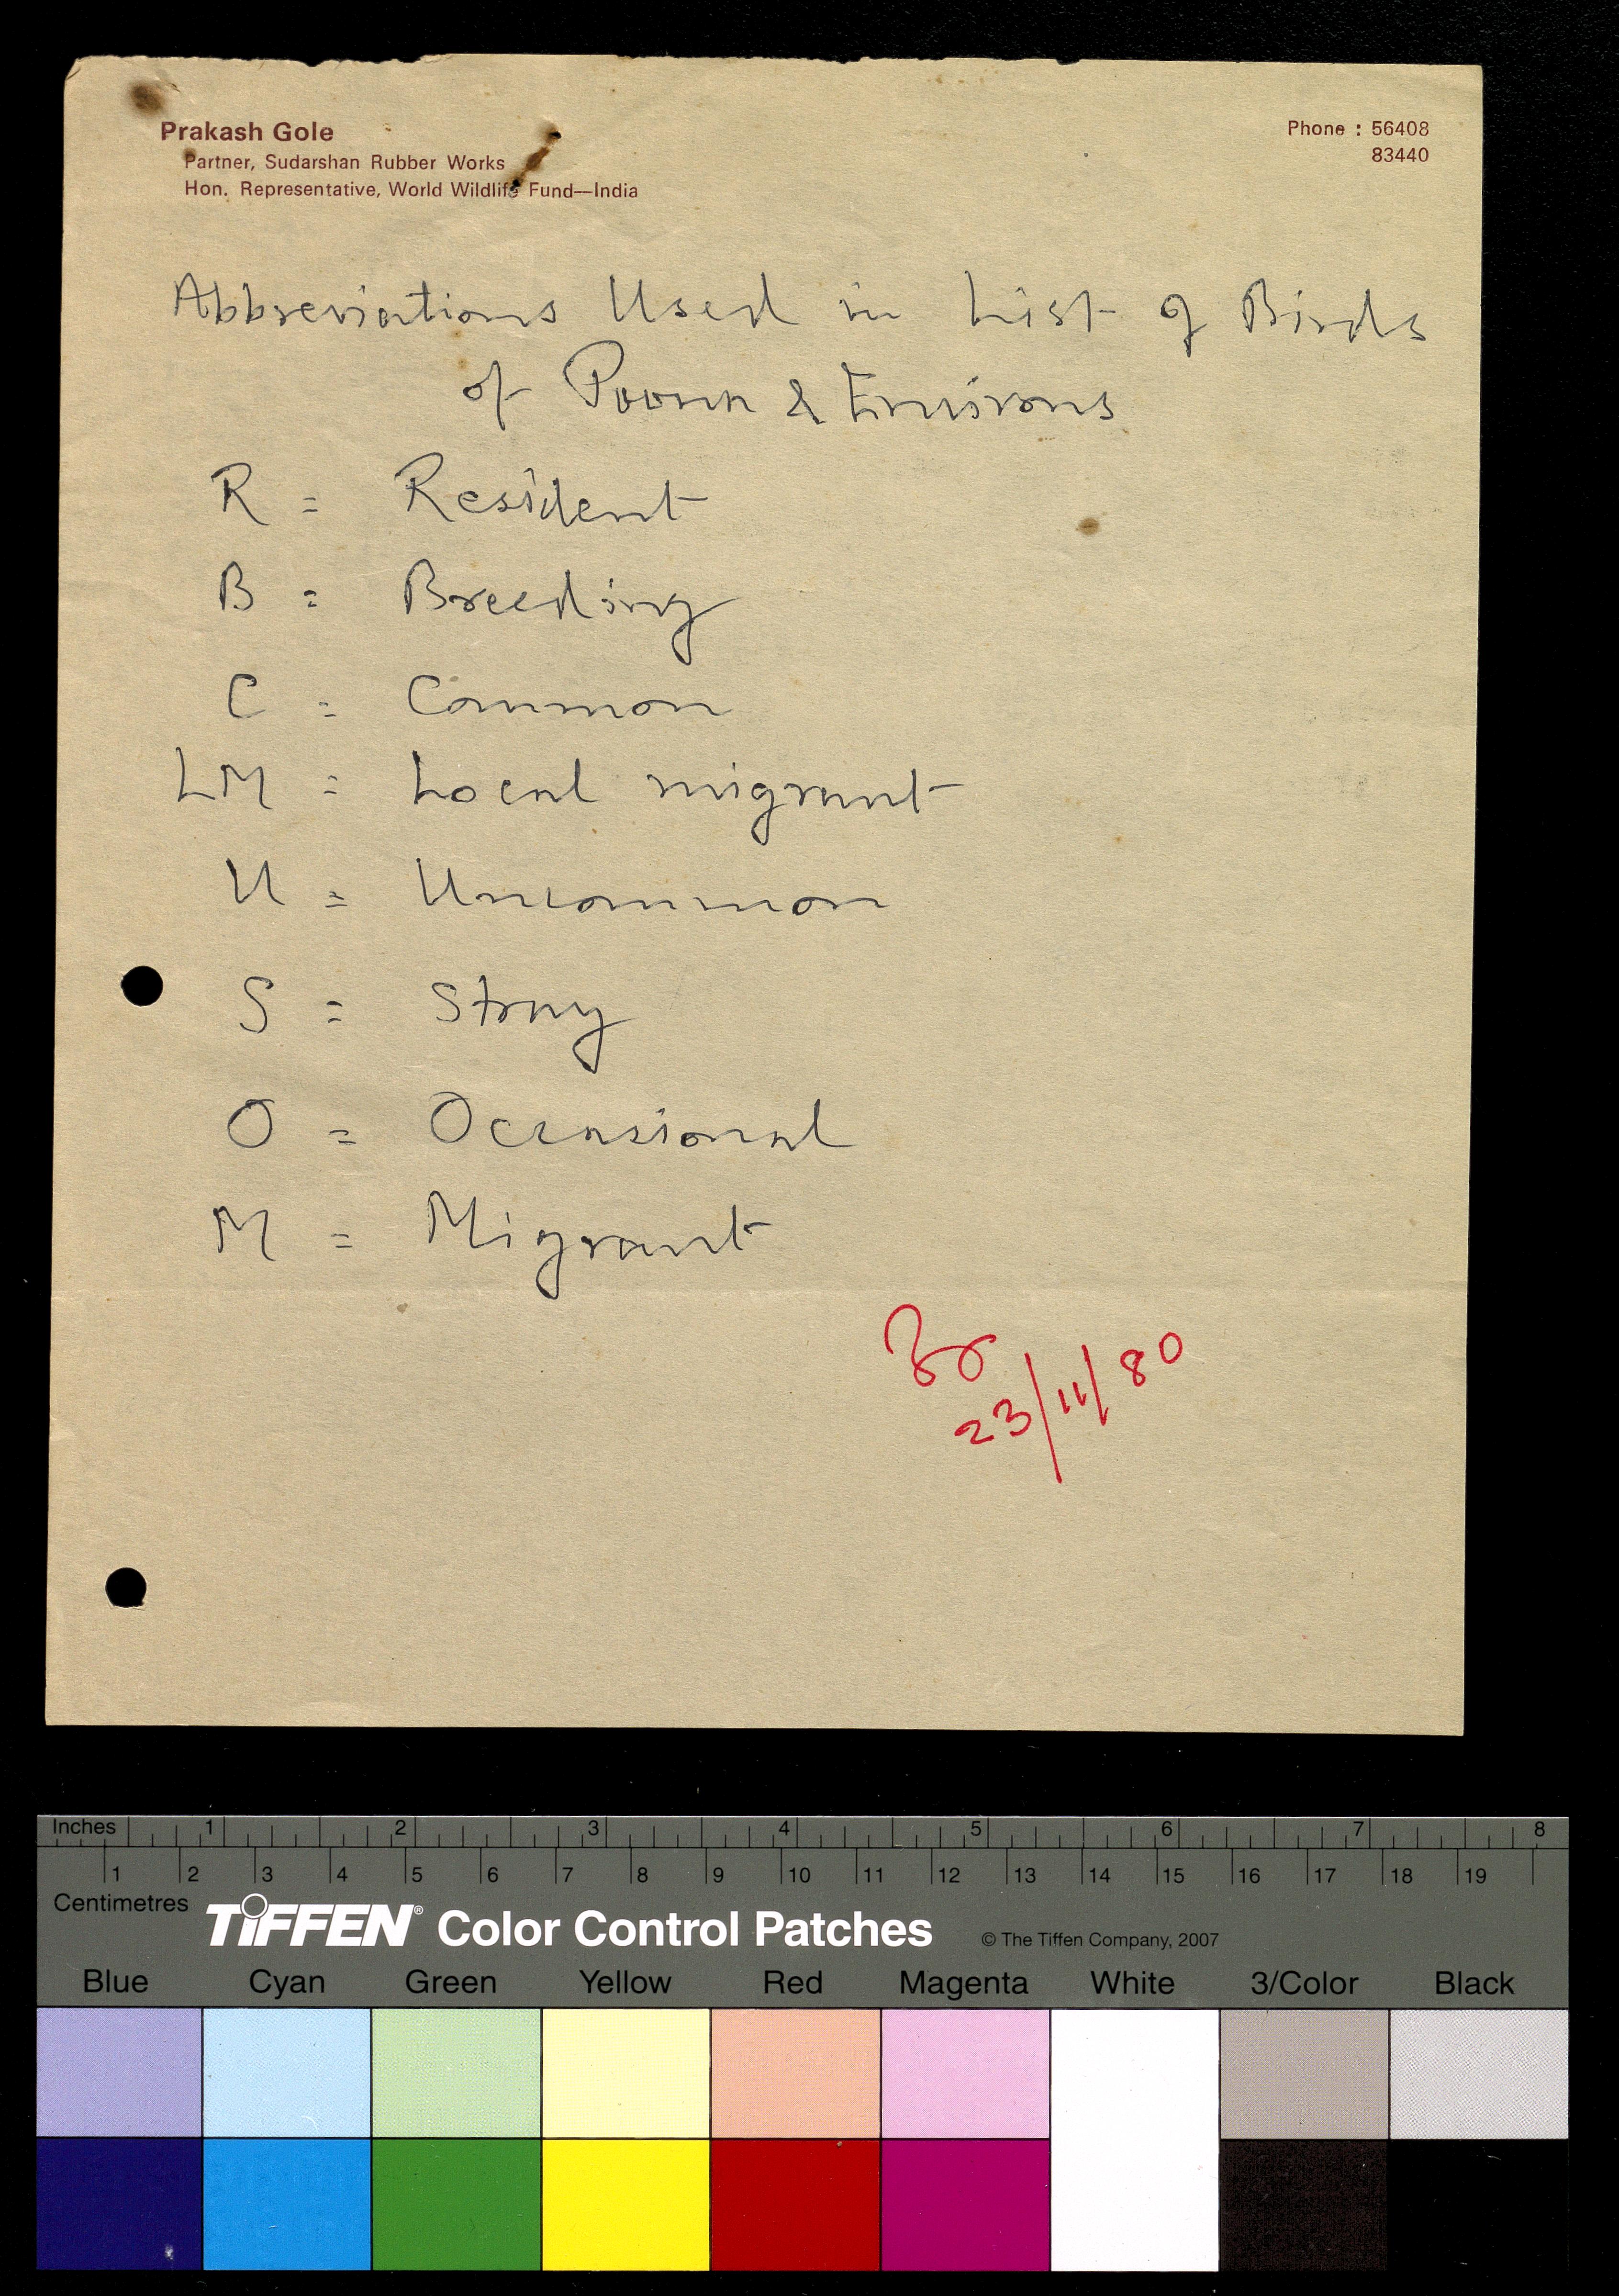 Prakash Gole
Partner, Sudarshan Rubber Works
Hon. Representative, World Wildlife Fund—India
Phone : 56408
83440
Abbreviations Used in List of Birds
of Poona & Environs
R = Resident
B = Breeding
C = Common
LM = Local migrant
U = Uncommon
S = Stray
O = Occasional
M = Migrant
23/11/80
Inches 1 2 3 4 5 6 7 8
1 2 3 4 5 6 7 8 9 10 11 12 13 14 15 16 17 18 19
Centimetres
TIFFEN® Color Control Patches © The Tiffen Company, 2007
Blue Cyan Green Yellow Red Magenta White 3/Color Black